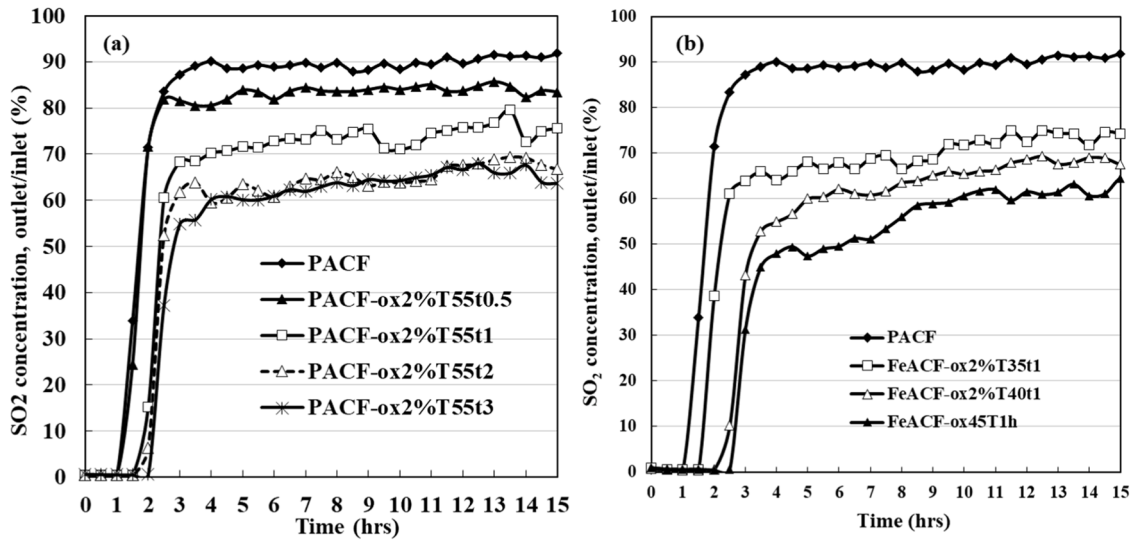 (a)
SO2 concentration, outlet/inlet (%)
100
90
80
70
60
50
40
30
20
10
0
PACF
PACF-ox2%T55t0.5
PACF-ox2%T55t1
PACF-ox2%T55t2
PACF-ox2%T55t3
0 1 2 3 4 5 6 7 8 9 10 11 12 13 14 15
Time (hrs)
(b)
SO₂ concentration, outlet/inlet (%)
100
90
80
70
60
50
40
30
20
10
0
PACF
FeACF-ox2%T35t1
FeACF-ox2%T40t1
FeACF-ox45T1h
0 1 2 3 4 5 6 7 8 9 10 11 12 13 14 15
Time (hrs)